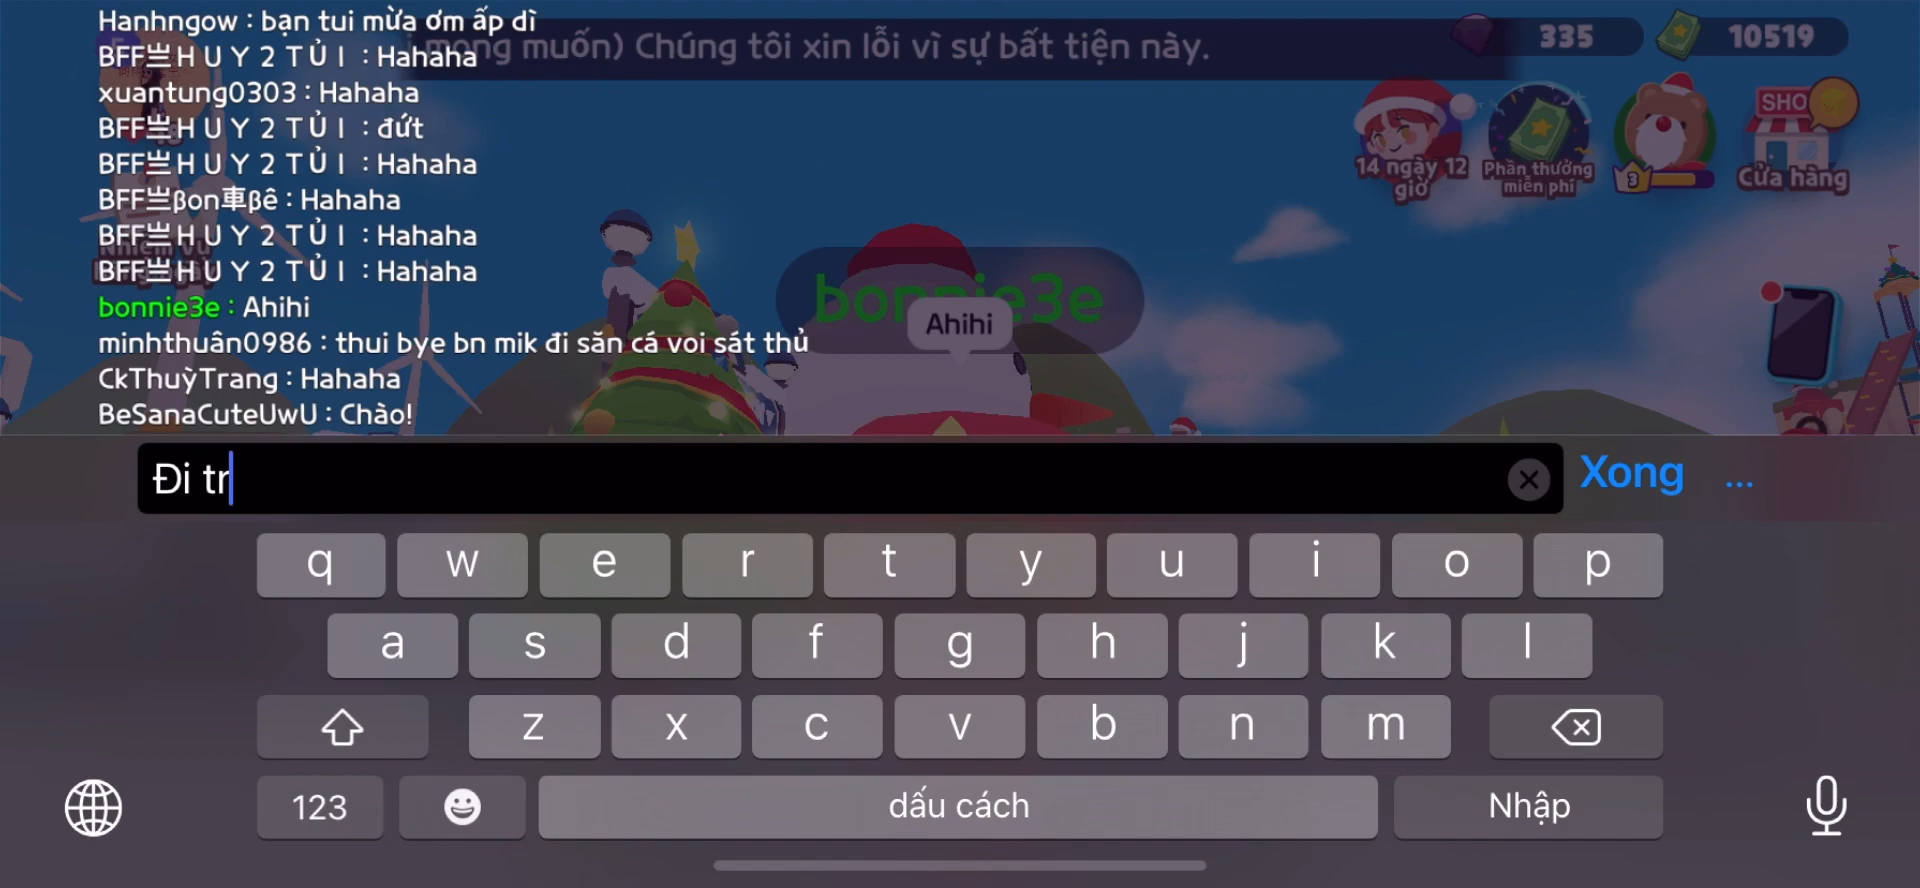 Hanhngow : bạn tui mừa ơm ấp dì
mong muốn) Chúng tôi xin lỗi vì sự bất tiện này.
335
10519
BFF亗H U Y 2 T Ủ I : Hahaha
xuantung0303 : Hahaha
BFF亗H U Y 2 T Ủ I : đứt
BFF亗H U Y 2 T Ủ I : Hahaha
BFF亗βon車βê : Hahaha
BFF亗H U Y 2 T Ủ I : Hahaha
BFF亗H U Y 2 T Ủ I : Hahaha
bonnie3e : Ahihi
minhthuân0986 : thui bye bn mik đi săn cá voi sát thủ
CkThuỳTrang : Hahaha
BeSanaCuteUwU : Chào!
14 ngày 12
giờ
Phần thưởng
miễn phí
3
SHO
Cửa hàng
Nhiệm vụ
bonnie3e
Ahihi
Đi tr
Xong ...
q w e r t y u i o p
a s d f g h j k l
z x c v b n m
123 dấu cách Nhập